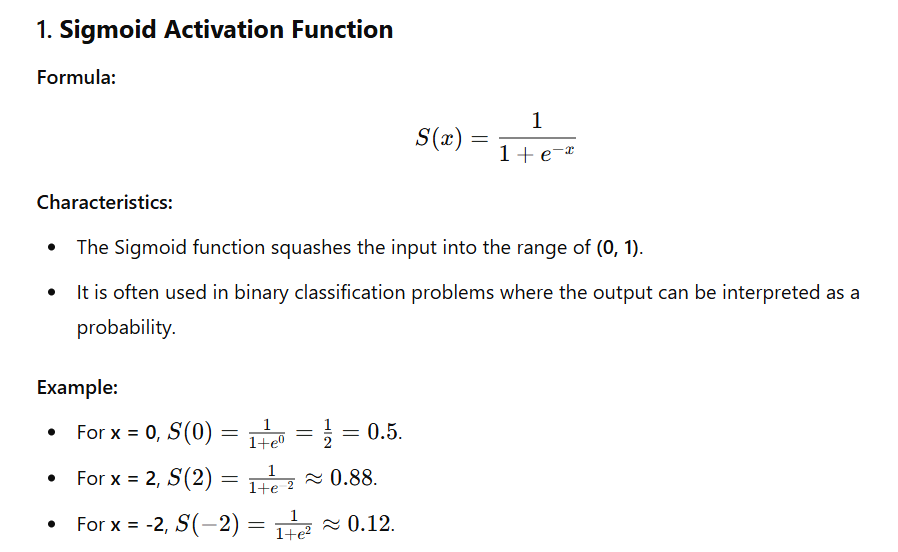 1. Sigmoid Activation Function
Formula:
S(x) = \frac{1}{1 + e^{-x}}
Characteristics:
• The Sigmoid function squashes the input into the range of (0, 1).
• It is often used in binary classification problems where the output can be interpreted as a
probability.
Example:
• For x = 0, S(0) = \frac{1}{1+e^0} = \frac{1}{2} = 0.5.
• For x = 2, S(2) = \frac{1}{1+e^{-2}} ≈ 0.88.
• For x = -2, S(−2) = \frac{1}{1+e^2} ≈ 0.12.